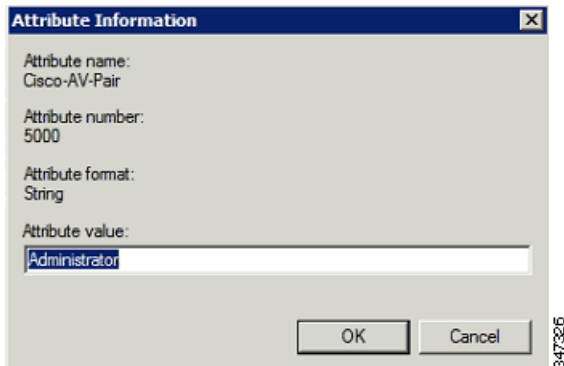 Attribute Information
Attribute name:
Cisco-AV-Pair
Attribute number:
5000
Attribute format:
String
Attribute value:
Administrator
OK
Cancel
347326